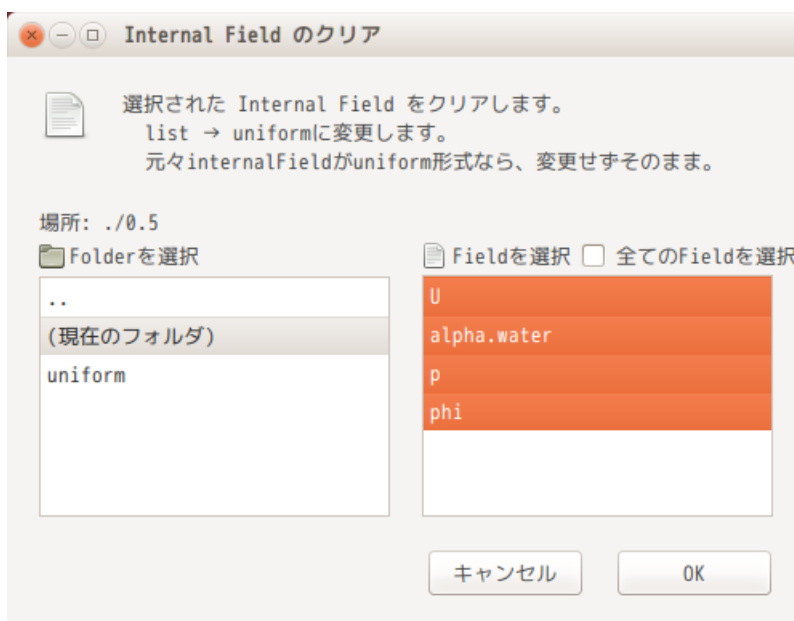 Internal Field のクリア
選択された Internal Field をクリアします。
list → uniformに変更します。
元々internalFieldがuniform形式なら、変更せずそのまま。
場所: ./0.5
Folderを選択
Fieldを選択 全てのFieldを選択
..
(現在のフォルダ)
uniform
U
alpha.water
p
phi
キャンセル OK